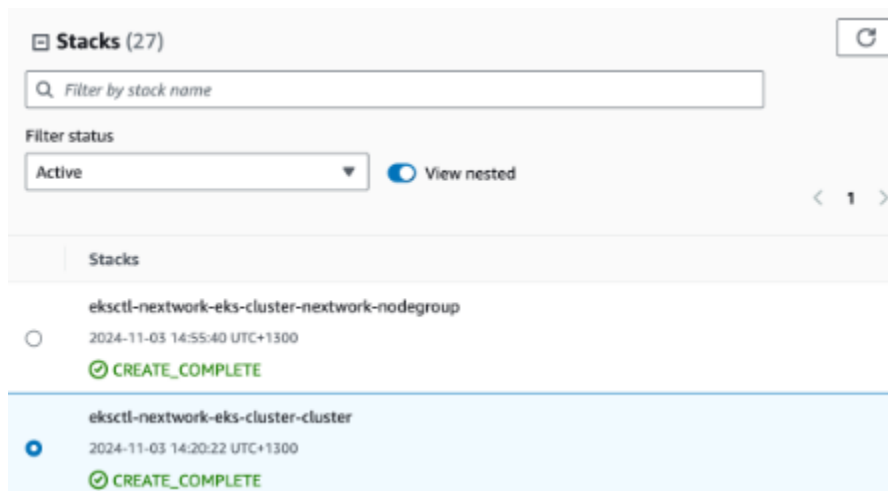 Stacks (27)
Filter by stack name
Filter status
Active
View nested
1
Stacks
eksctl-nextwork-eks-cluster-nextwork-nodegroup
2024-11-03 14:55:40 UTC+1300
CREATE_COMPLETE
eksctl-nextwork-eks-cluster-cluster
2024-11-03 14:20:22 UTC+1300
CREATE_COMPLETE